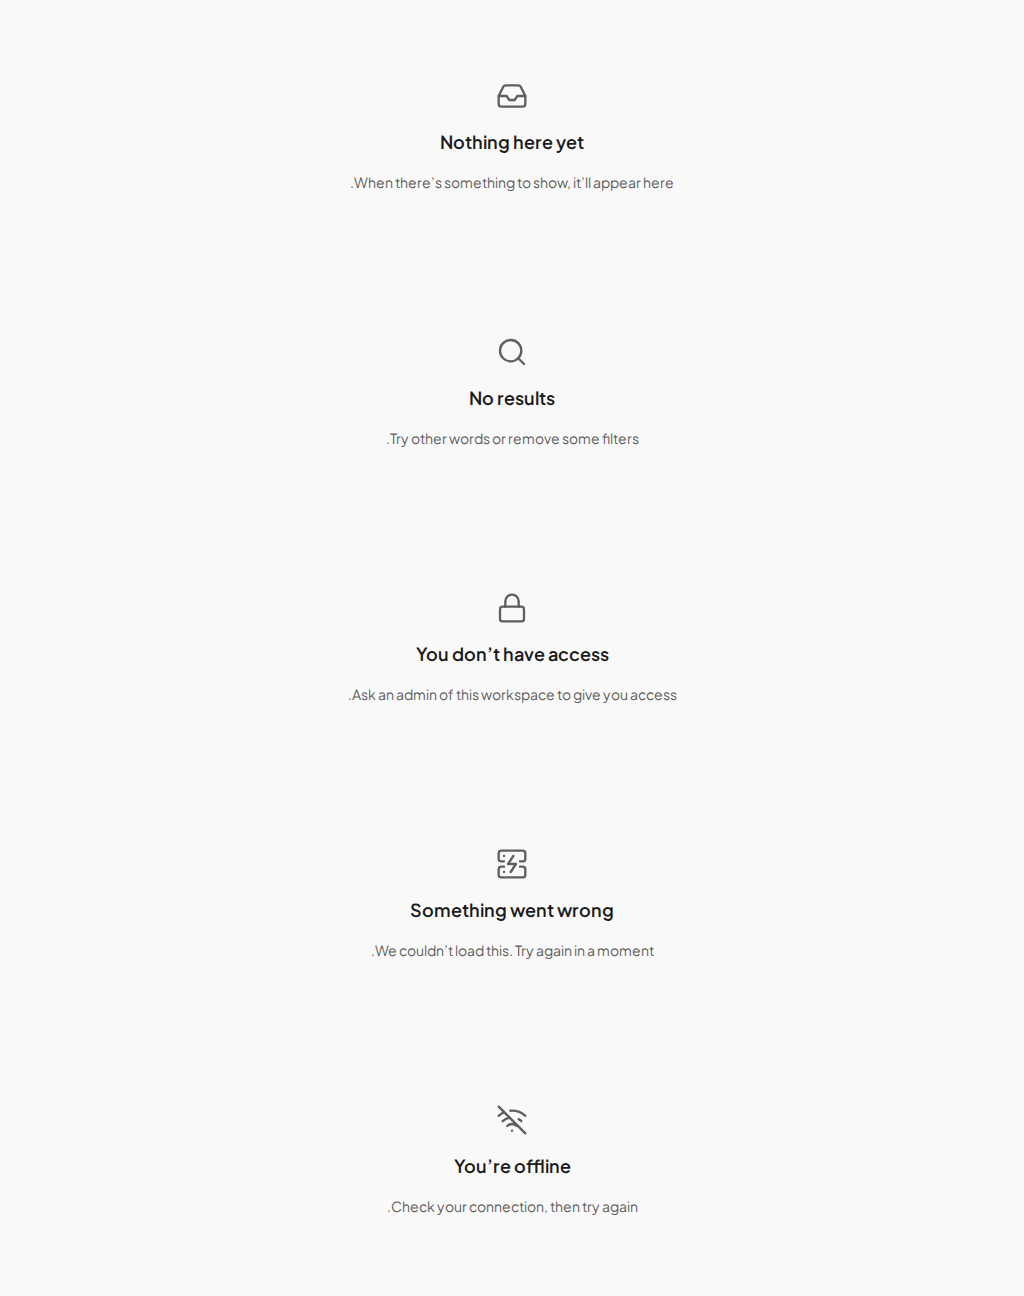 Nothing here yet
.When there’s something to show, it’ll appear here
No results
.Try other words or remove some filters
You don’t have access
.Ask an admin of this workspace to give you access
Something went wrong
.We couldn’t load this. Try again in a moment
You’re offline
.Check your connection, then try again